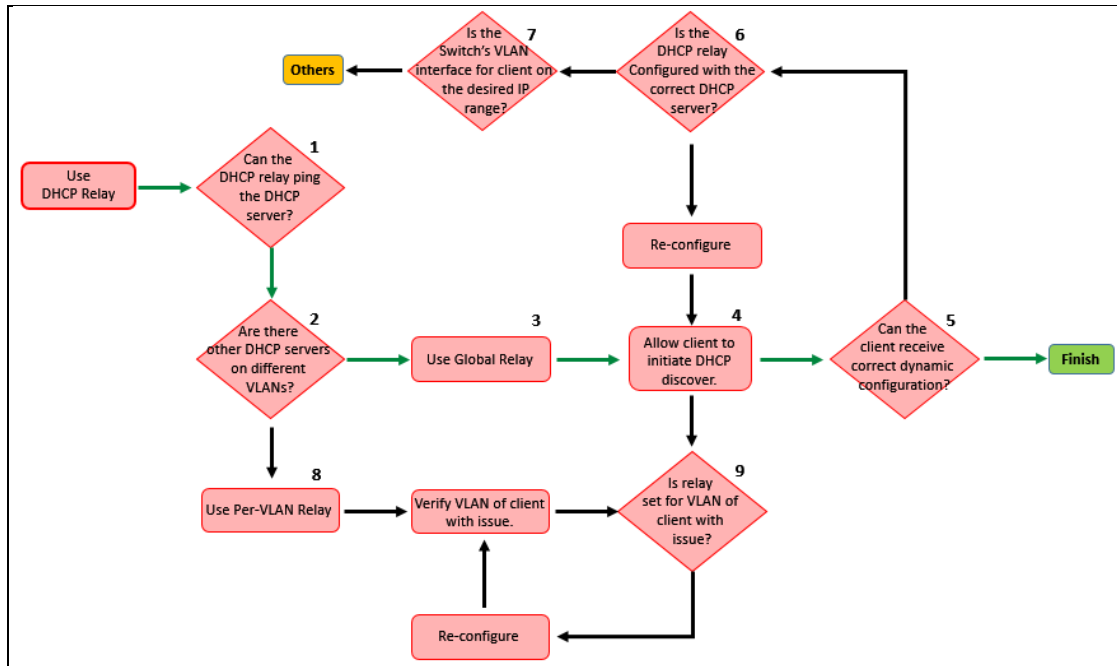 7
Is the
Switch's VLAN
interface for client on
the desired IP
range?
6
Is the
DHCP relay
Configured with the
correct DHCP
server?
Others
1
Can the
DHCP relay ping
the DHCP
server?
Use
DHCP Relay
Re-configure
2
Are there
other DHCP servers
on different
VLANs?
3
Use Global Relay
4
Allow client to
initiate DHCP
discover.
5
Can the
client receive
correct dynamic
configuration?
Finish
8
Use Per-VLAN Relay
Verify VLAN of client
with issue.
9
Is relay
set for VLAN of
client with
issue?
Re-configure